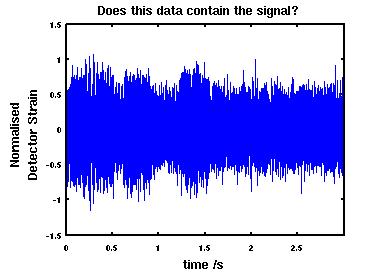 Does this data contain the signal?
1.5
1
0.5
0
-0.5
-1
-1.5
Normalised
Detector Strain
0 0.5 1 1.5 2 2.5
time /s